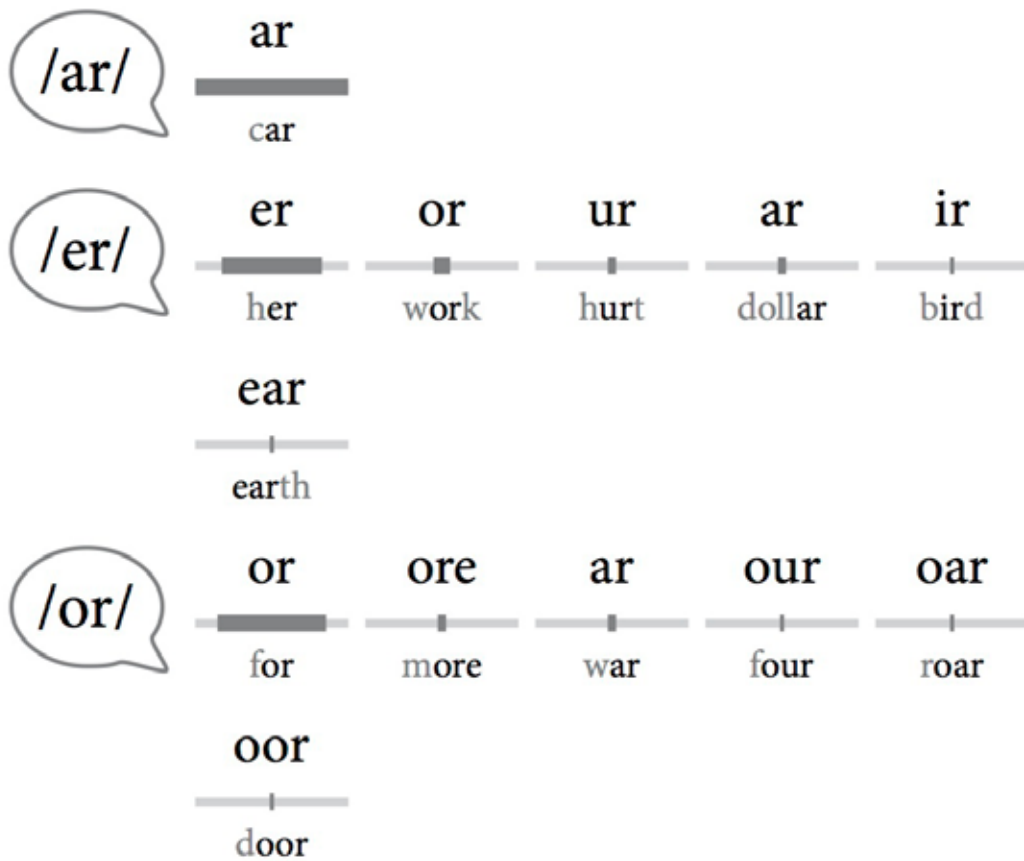 /ar/
ar
car
/er/
er or ur ar ir
her work hurt dollar bird
ear
earth
/or/
or ore ar our oar
for more war four roar
oor
door